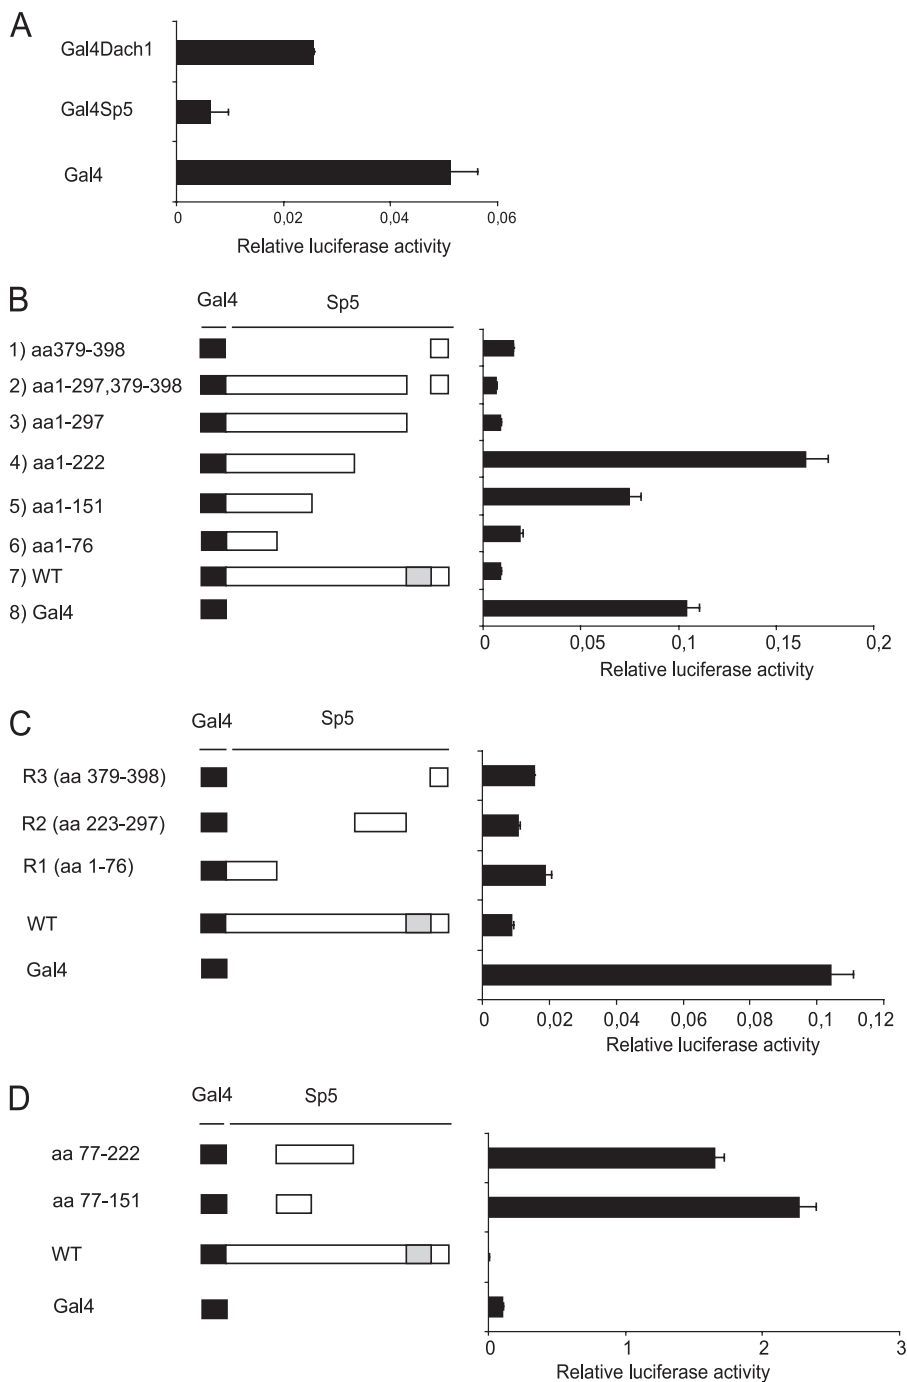 A
Gal4Dach1
Gal4Sp5
Gal4
0 0,02 0,04 0,06
Relative luciferase activity
B
Gal4 Sp5
1) aa379-398
2) aa1-297,379-398
3) aa1-297
4) aa1-222
5) aa1-151
6) aa1-76
7) WT
8) Gal4
0 0,05 0,1 0,15 0,2
Relative luciferase activity
C
Gal4 Sp5
R3 (aa 379-398)
R2 (aa 223-297)
R1 (aa 1-76)
WT
Gal4
0 0,02 0,04 0,06 0,08 0,1 0,12
Relative luciferase activity
D
Gal4 Sp5
aa 77-222
aa 77-151
WT
Gal4
0 1 2 3
Relative luciferase activity